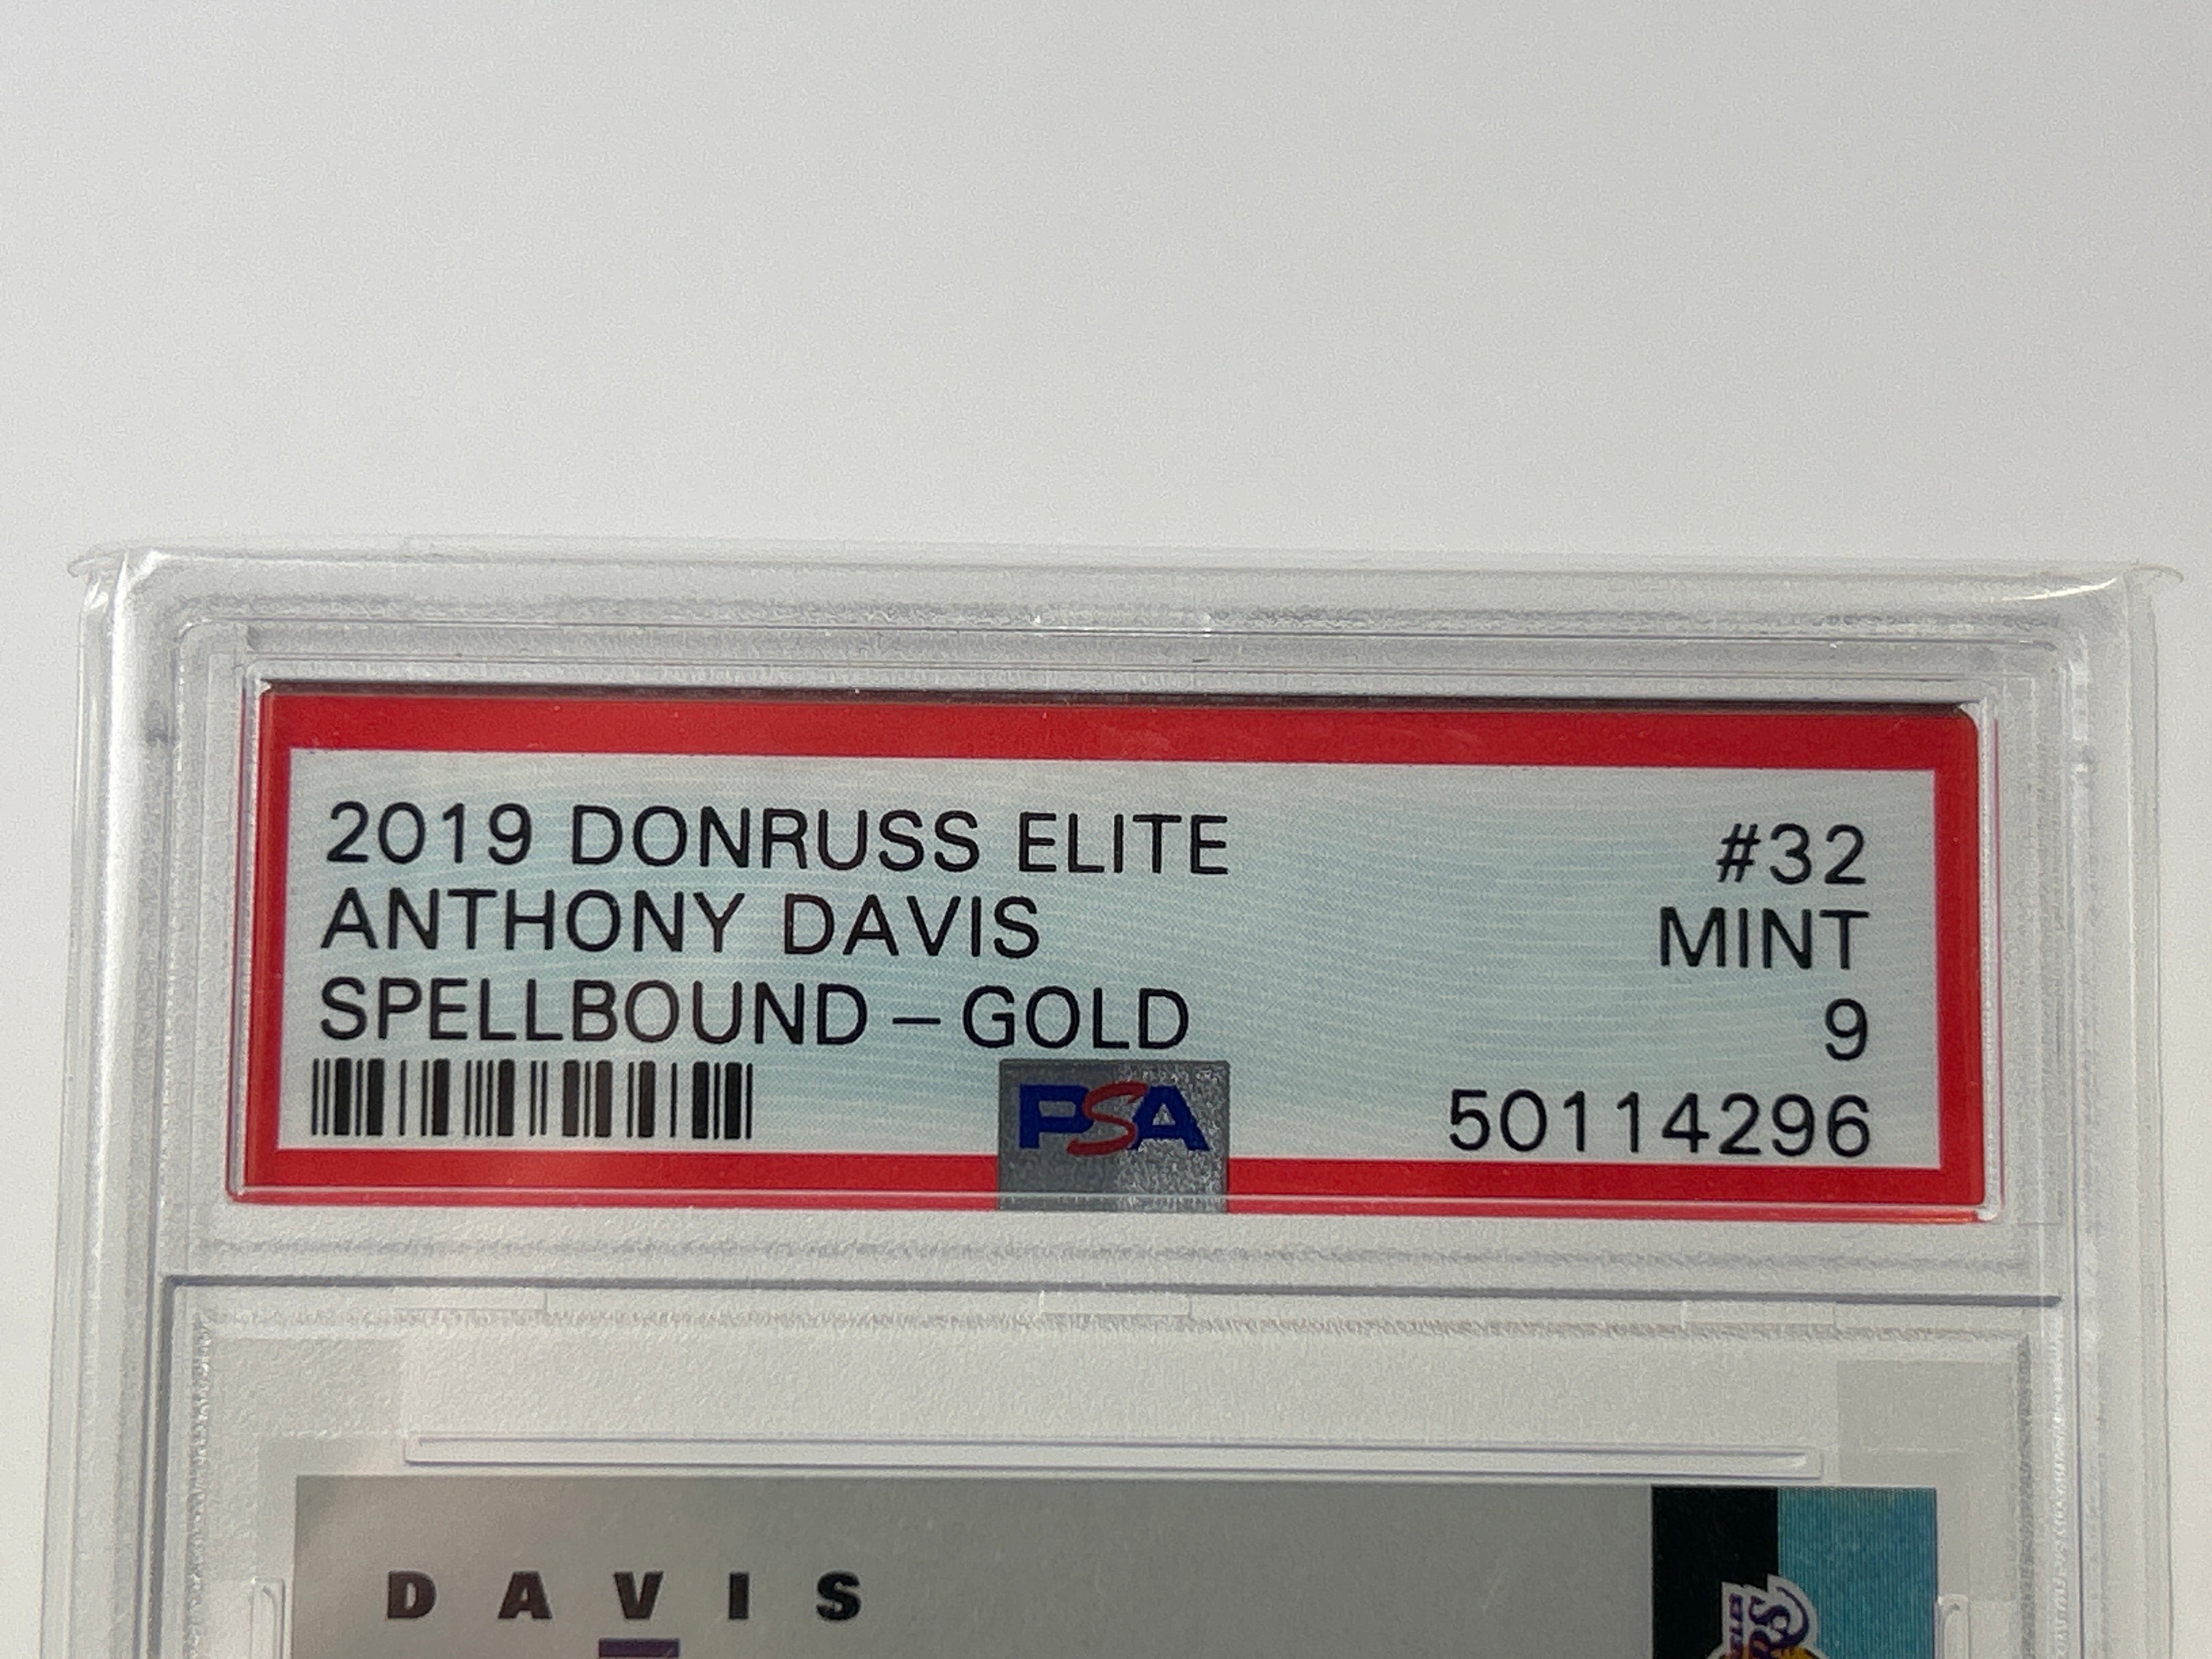 2019 DONRUSS ELITE #32
ANTHONY DAVIS MINT
SPELLBOUND – GOLD 9
PSA 50114296
DAVIS